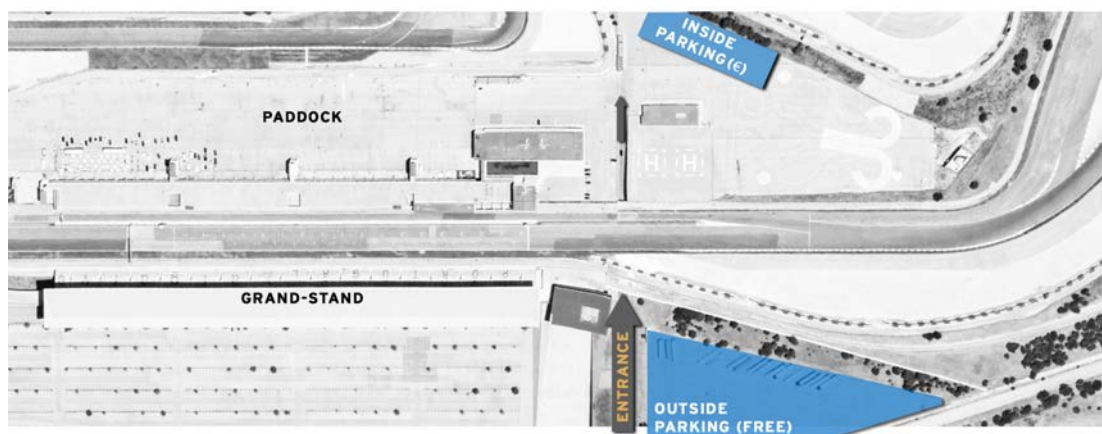 INSIDE
PARKING (€)
PADDOCK
H H
GRAND-STAND
ENTRANCE
OUTSIDE
PARKING (FREE)